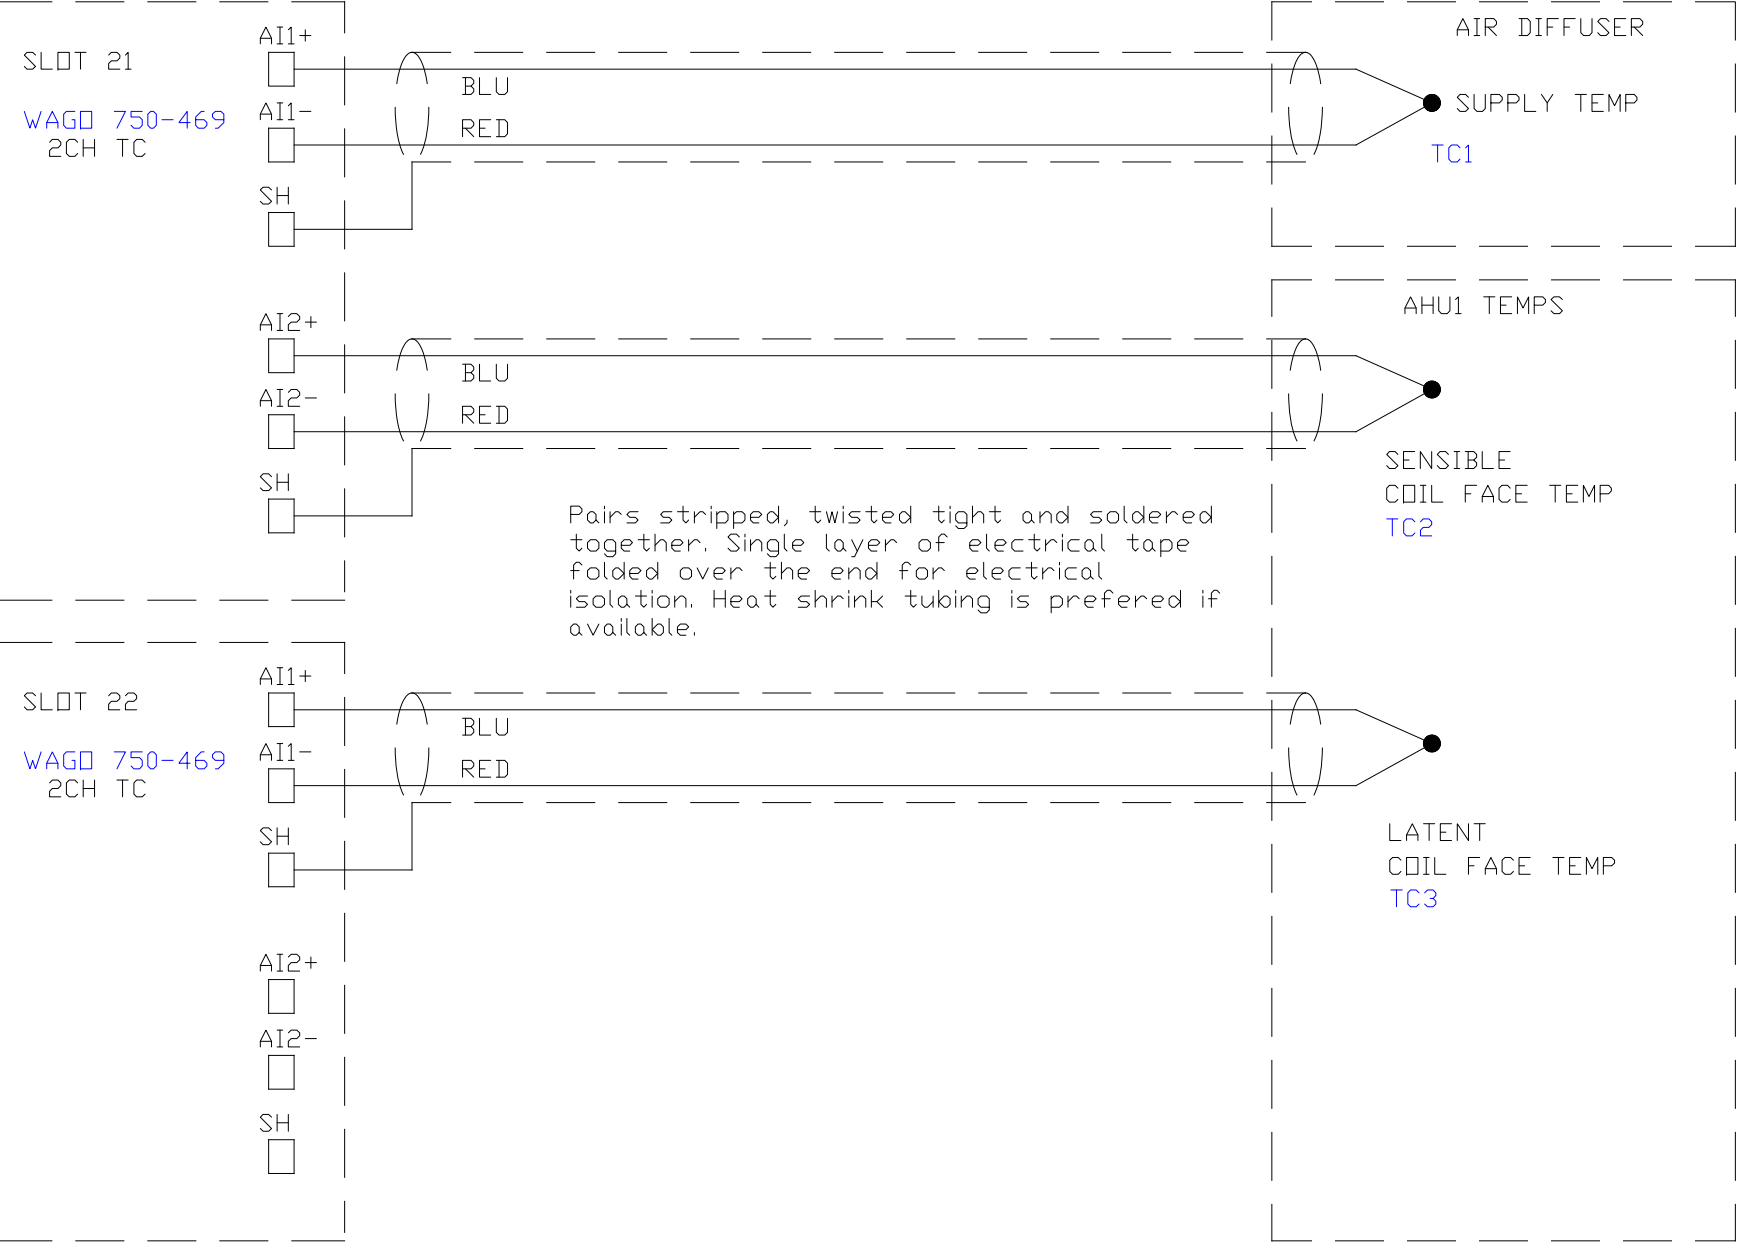 AI1+
SLOT 21
AI1-
WAGO 750-469
2CH TC
SH
BLU
RED
AIR DIFFUSER
SUPPLY TEMP
TC1
AI2+
AI2-
SH
BLU
RED
AHU1 TEMPS
SENSIBLE
COIL FACE TEMP
TC2
Pairs stripped, twisted tight and soldered
together. Single layer of electrical tape
folded over the end for electrical
isolation. Heat shrink tubing is prefered if
available.
AI1+
SLOT 22
AI1-
WAGO 750-469
2CH TC
SH
BLU
RED
LATENT
COIL FACE TEMP
TC3
AI2+
AI2-
SH